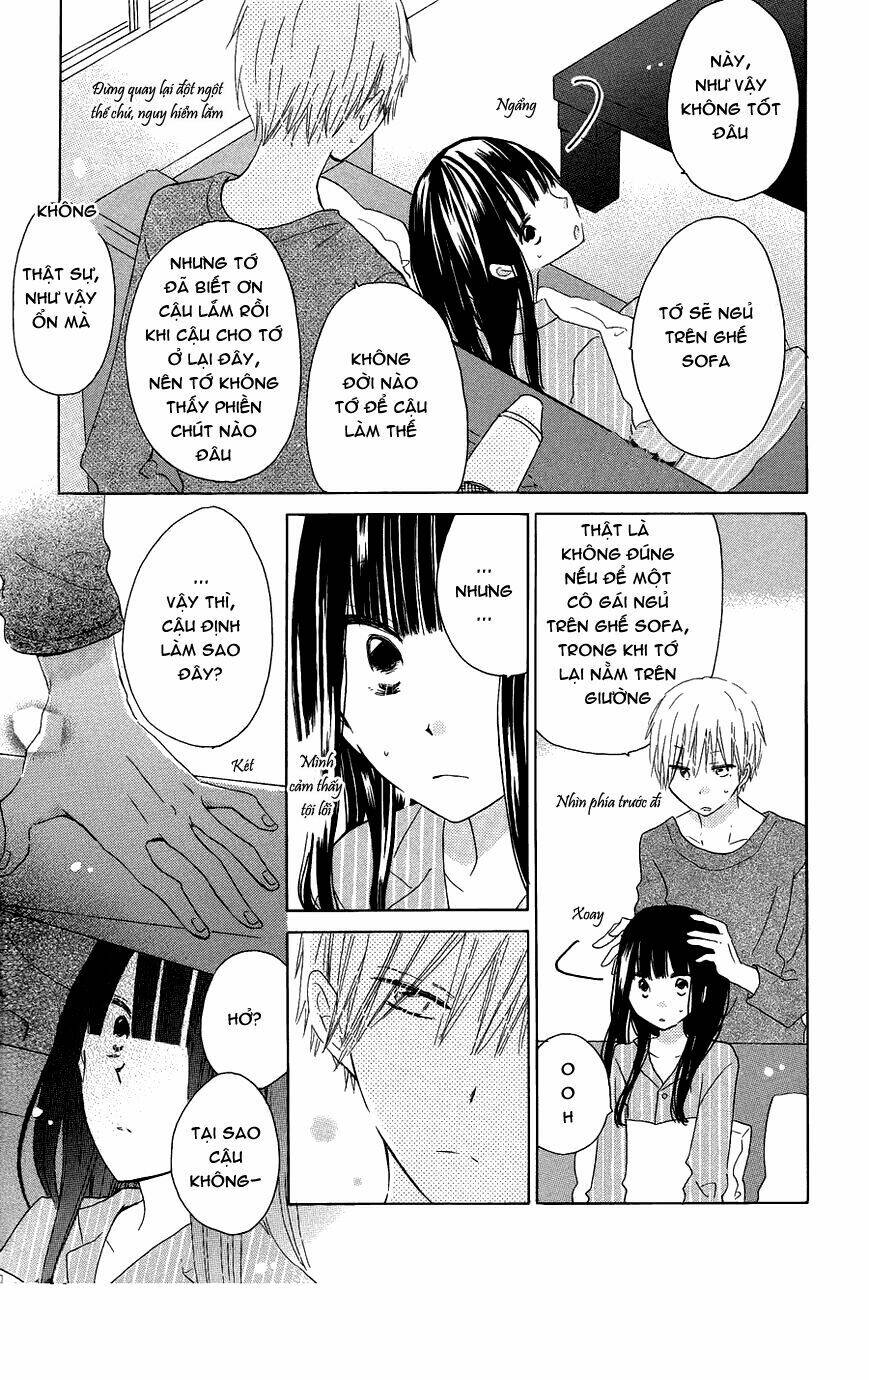 NÀY,
NHƯ VẬY
KHÔNG TỐT
ĐÂU
Ngẩng
Đừng quay lại đột ngột
thế chứ, nguy hiểm lắm
TỚ SẼ NGỦ
TRÊN GHẾ
SOFA
KHÔNG
ĐỜI NÀO
TỚ ĐỂ CẬU
LÀM THẾ
NHƯNG TỚ
ĐÃ BIẾT ƠN
CẬU LẮM RỒI
KHI CẬU CHO TỚ
Ở LẠI ĐÂY,
NÊN TỚ KHÔNG
THẤY PHIỀN
CHÚT NÀO
ĐÂU
KHÔNG
THẬT SỰ,
NHƯ VẬY
ỔN MÀ
THẬT LÀ
KHÔNG ĐÚNG
NẾU ĐỂ MỘT
CÔ GÁI NGỦ
TRÊN GHẾ SOFA,
TRONG KHI TỚ
LẠI NẰM TRÊN
GIƯỜNG
Nhìn phía trước đi
Xoay
O
O
H
...
NHƯNG
...
Mình
cảm thấy
tội lỗi
...
VẬY THÌ,
CẬU ĐỊNH
LÀM SAO
ĐÂY?
Két
HỞ?
TẠI SAO
CẬU
KHÔNG-